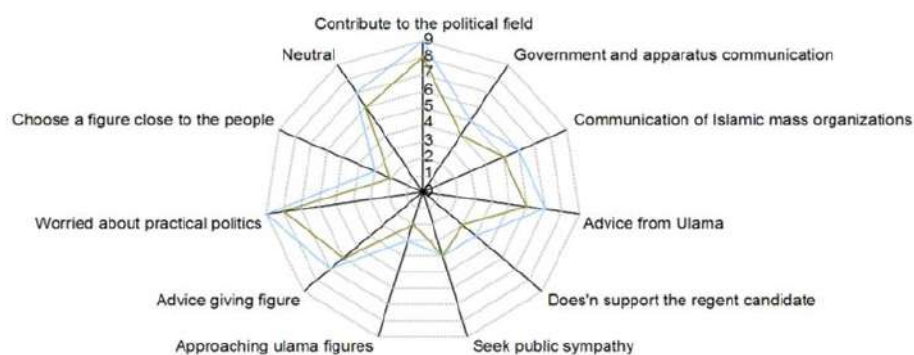 Contribute to the political field
Neutral
Government and apparatus communication
Choose a figure close to the people
Communication of Islamic mass organizations
Worried about practical politics
Advice from Ulama
Advice giving figure
Does'n support the regent candidate
Approaching ulama figures
Seek public sympathy
9
8
7
6
5
4
3
2
1
0